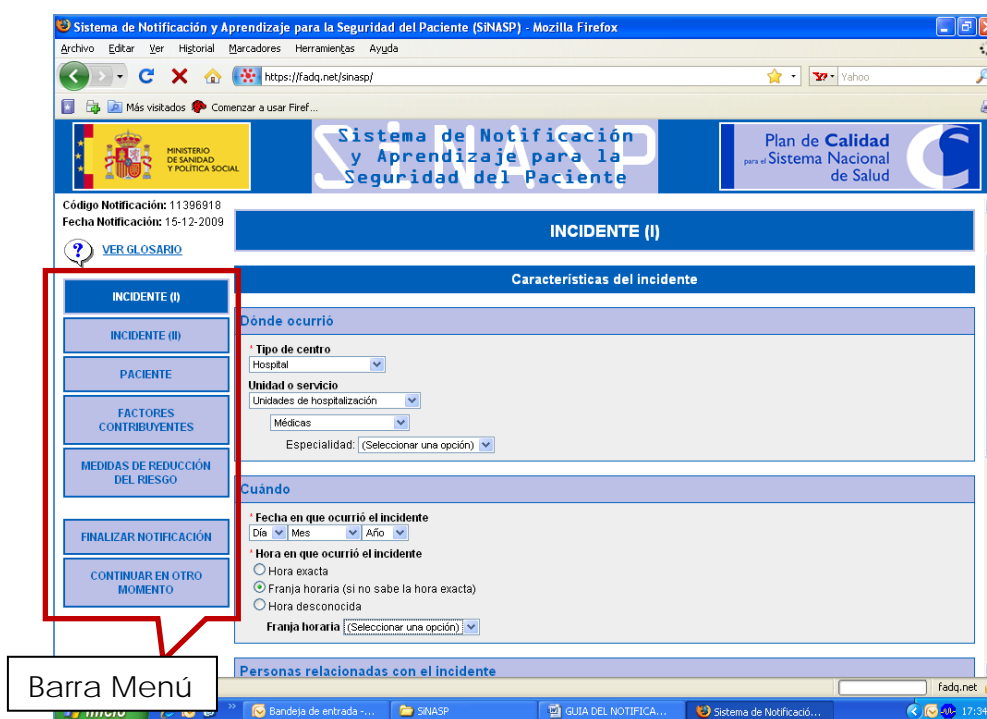 Sistema de Notificación y Aprendizaje para la Seguridad del Paciente (SiNASP) - Mozilla Firefox
Archivo Editar Ver Historial Marcadores Herramientas Ayuda
https://fadq.net/sinasp/
Yahoo
Más visitados Comenzar a usar Firef...
MINISTERIO
DE SANIDAD
Y POLÍTICA SOCIAL
SiNASP
Sistema de Notificación
y Aprendizaje para la
Seguridad del Paciente
Plan de Calidad
para el Sistema Nacional
de Salud
Código Notificación: 11396918
Fecha Notificación: 15-12-2009
VER GLOSARIO
INCIDENTE (I)
INCIDENTE (II)
PACIENTE
FACTORES
CONTRIBUYENTES
MEDIDAS DE REDUCCIÓN
DEL RIESGO
FINALIZAR NOTIFICACIÓN
CONTINUAR EN OTRO
MOMENTO
INCIDENTE (I)
Características del incidente
Dónde ocurrió
* Tipo de centro
Hospital
Unidad o servicio
Unidades de hospitalización
Médicas
Especialidad: (Seleccionar una opción)
Cuándo
* Fecha en que ocurrió el incidente
Día Mes Año
* Hora en que ocurrió el incidente
Hora exacta
Franja horaria (si no sabe la hora exacta)
Hora desconocida
Franja horaria (Seleccionar una opción)
Personas relacionadas con el incidente
Barra Menú
fadq.net
Inicio
Bandeja de entrada -...
SiNASP
GUIA DEL NOTIFICA...
Sistema de Notificació...
17:34